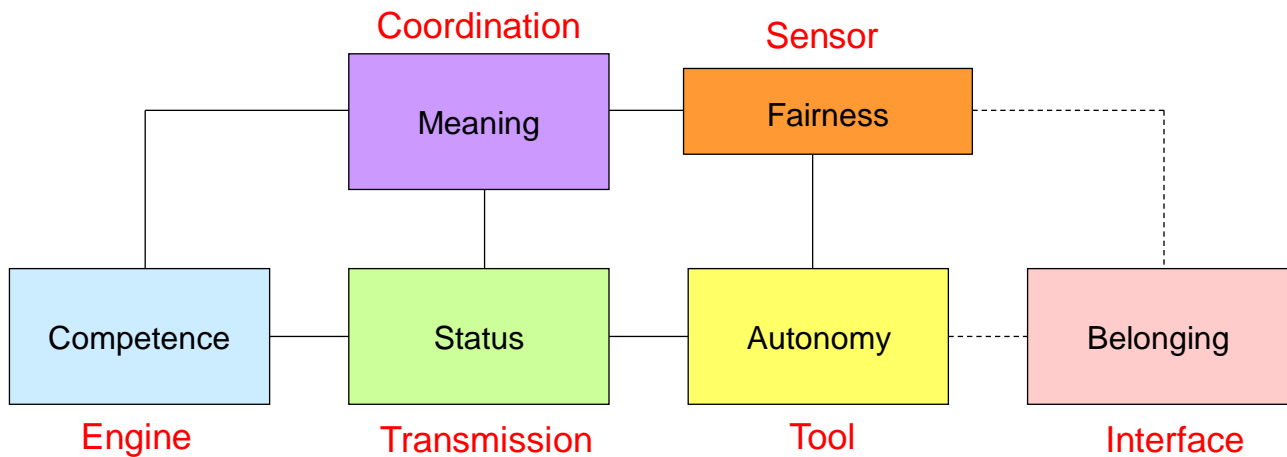 Coordination
Sensor
Meaning
Fairness
Competence
Status
Autonomy
Belonging
Engine
Transmission
Tool
Interface